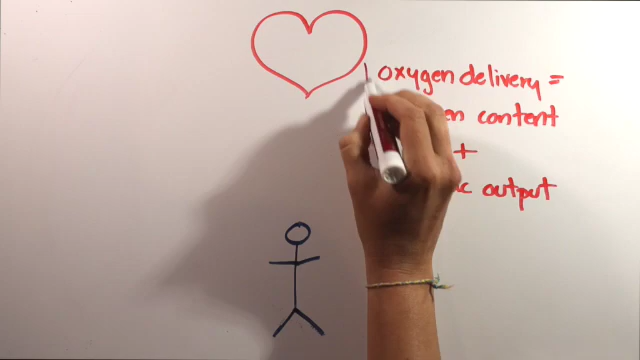 oxygen delivery =
content
+
output